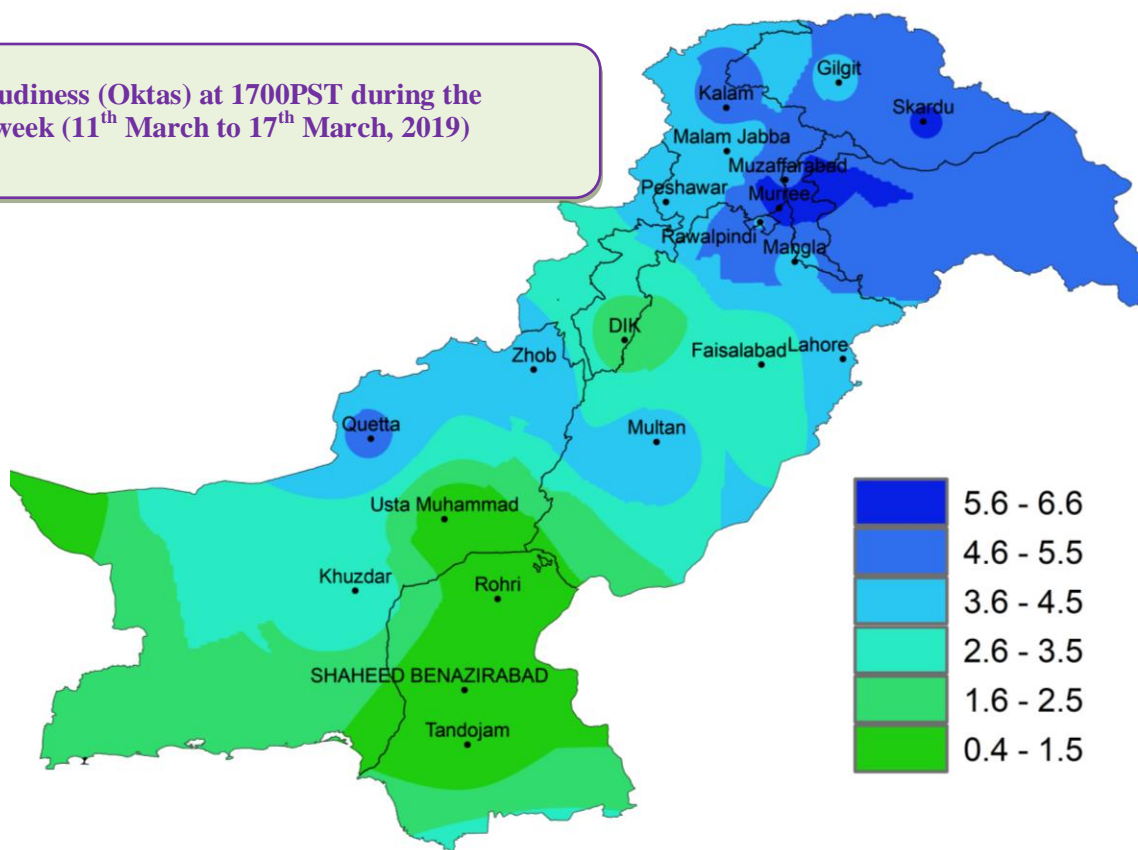 udiness (Oktas) at 1700PST during the
week (11th March to 17th March, 2019)
Gilgit
Kalam
Skardu
Malam Jabba
Muzaffarabad
Peshawar
Murree
Rawalpindi
Mangla
DIK
Zhob
Faisalabad
Lahore
Quetta
Multan
Usta Muhammad
Khuzdar
Rohri
SHAHEED BENAZIRABAD
Tandojam
5.6 - 6.6
4.6 - 5.5
3.6 - 4.5
2.6 - 3.5
1.6 - 2.5
0.4 - 1.5